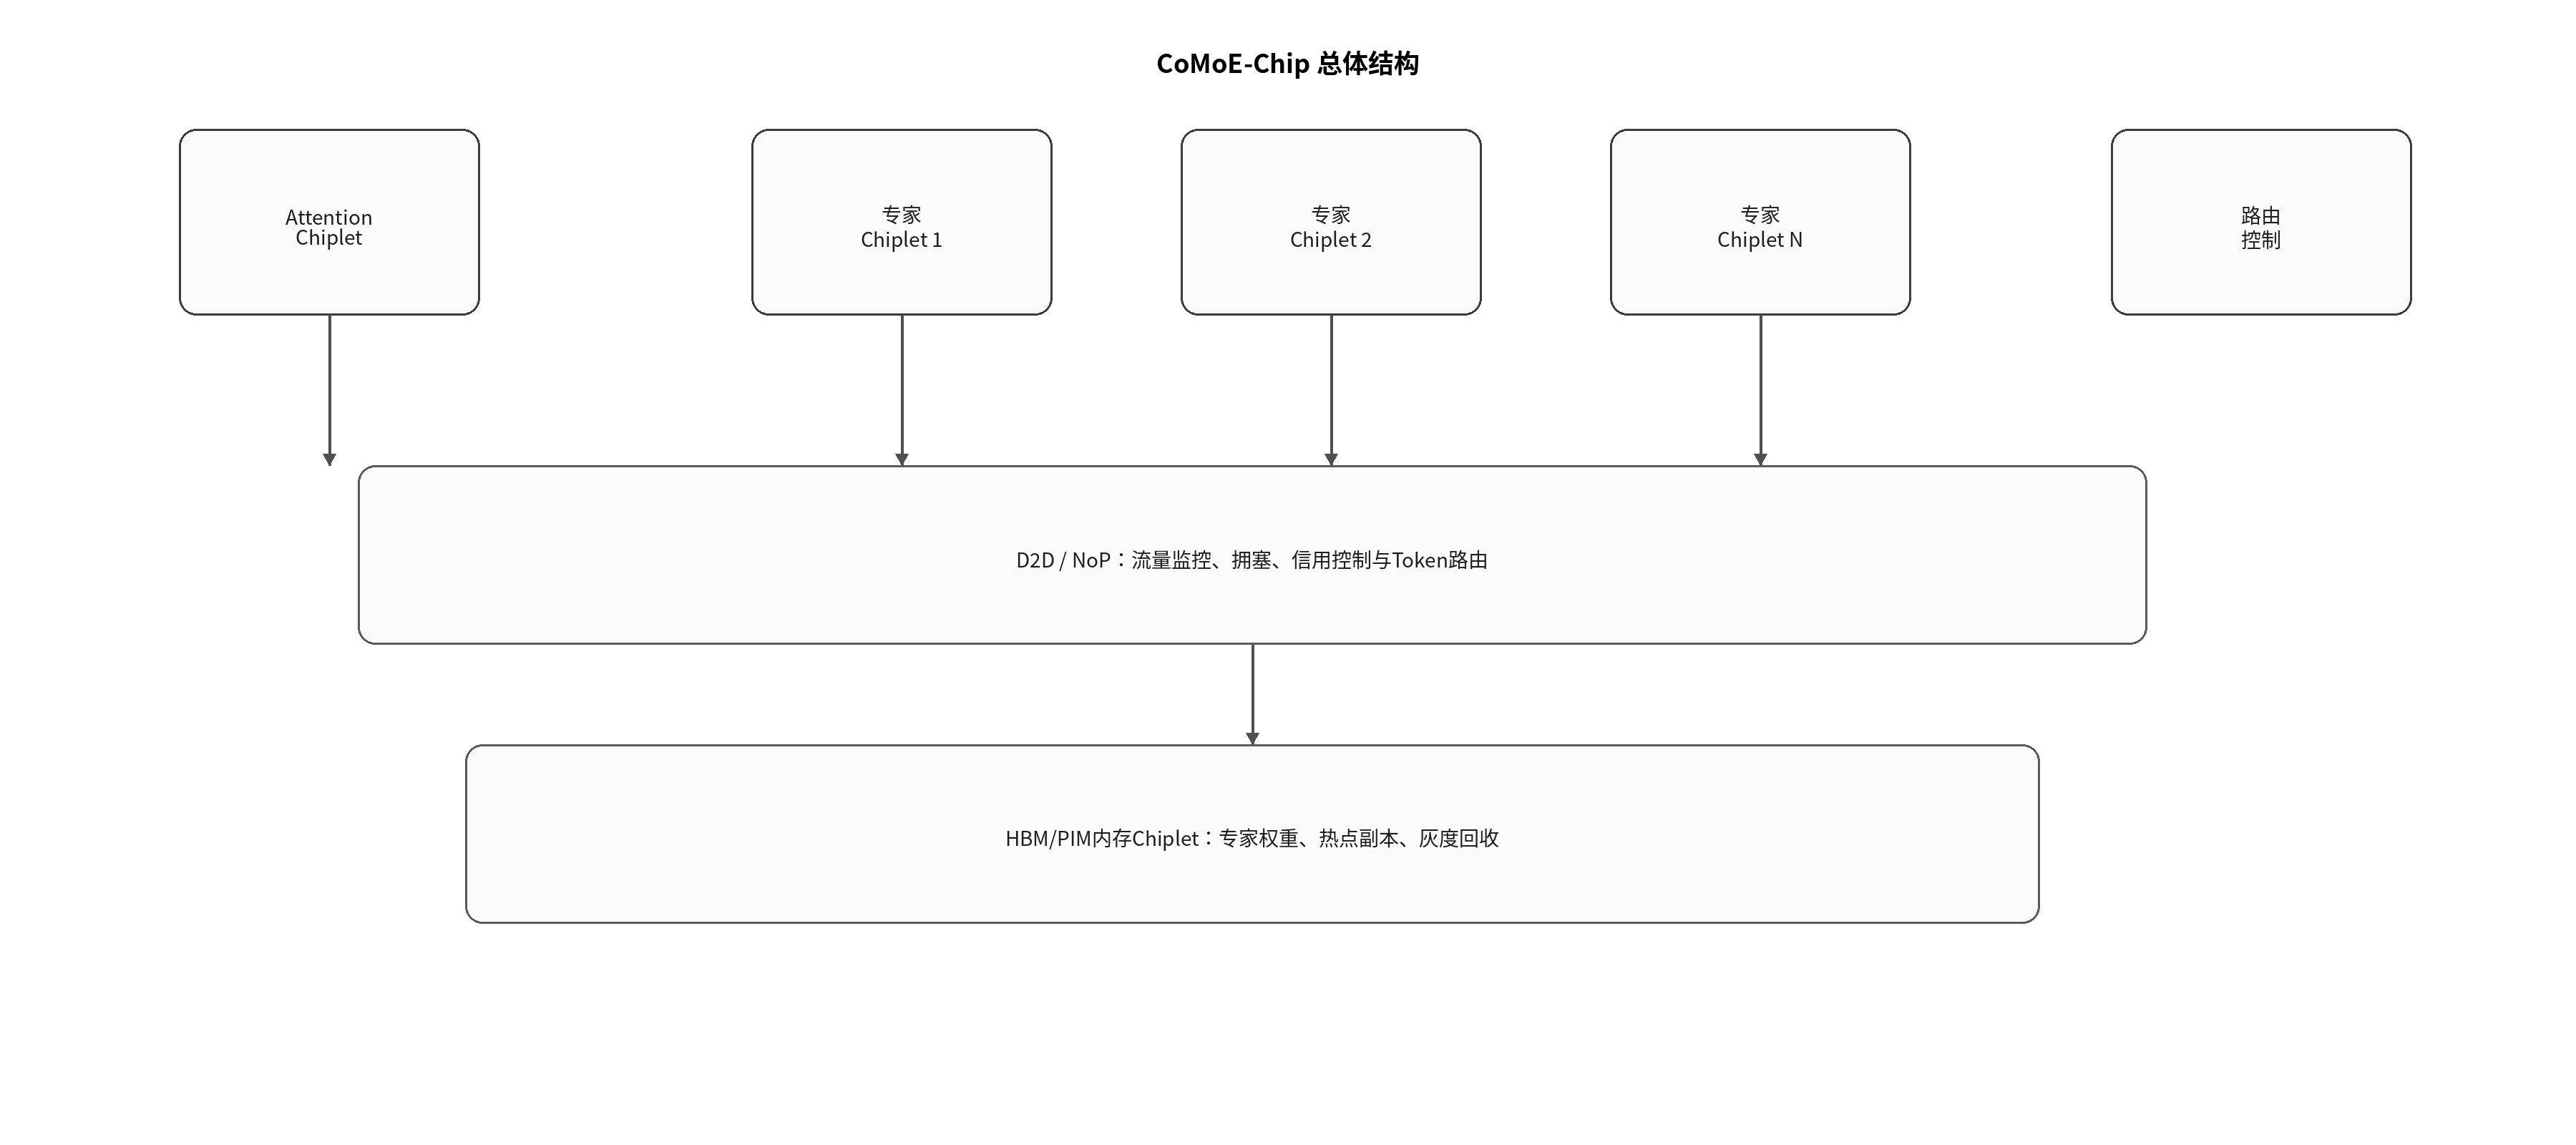 CoMoE-Chip 总体结构
Attention
Chiplet
专家
Chiplet 1
专家
Chiplet 2
专家
Chiplet N
路由
控制
D2D / NoP：流量监控、拥塞、信用控制与Token路由
HBM/PIM内存Chiplet：专家权重、热点副本、灰度回收